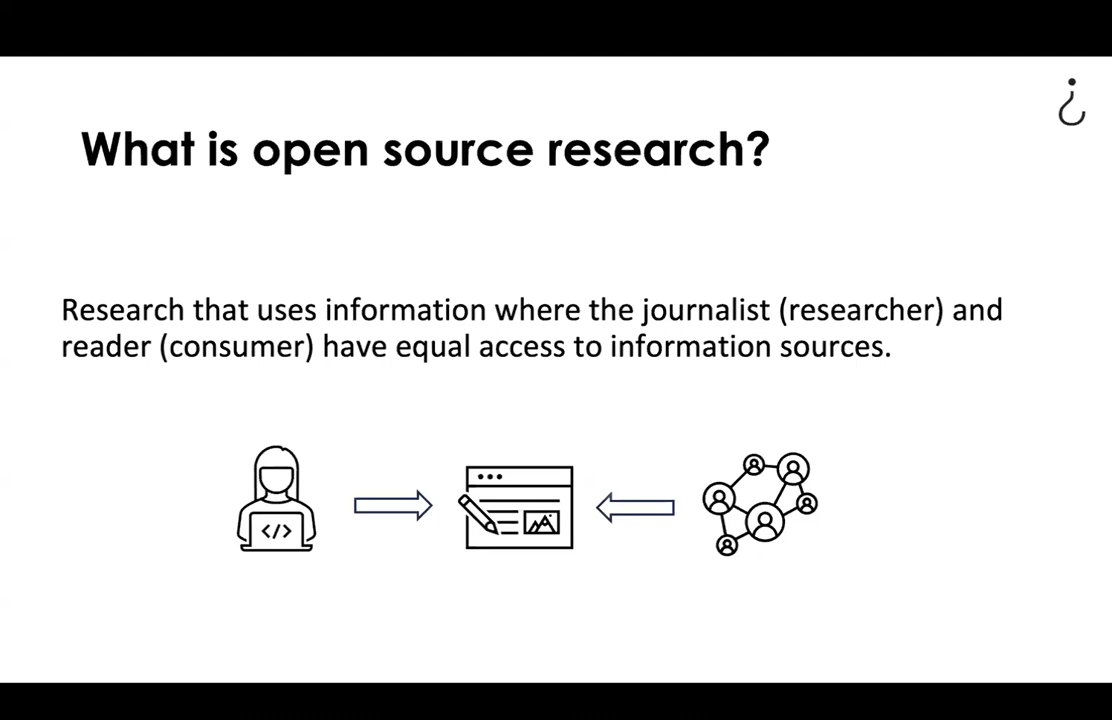 ¿
What is open source research?
Research that uses information where the journalist (researcher) and
reader (consumer) have equal access to information sources.
</>